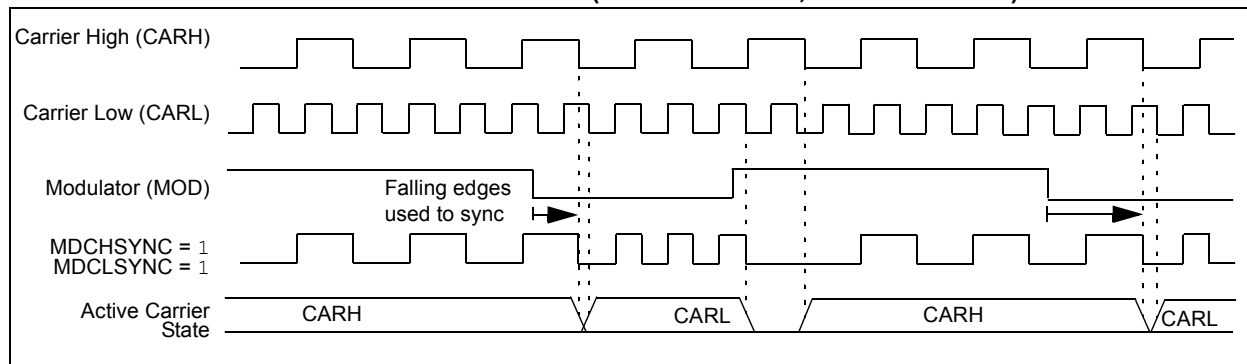 Carrier High (CARH)
Carrier Low (CARL)
Modulator (MOD)
Falling edges
used to sync
MDCHSYNC = 1
MDCLSYNC = 1
Active Carrier
State
CARH
CARL
CARH
CARL